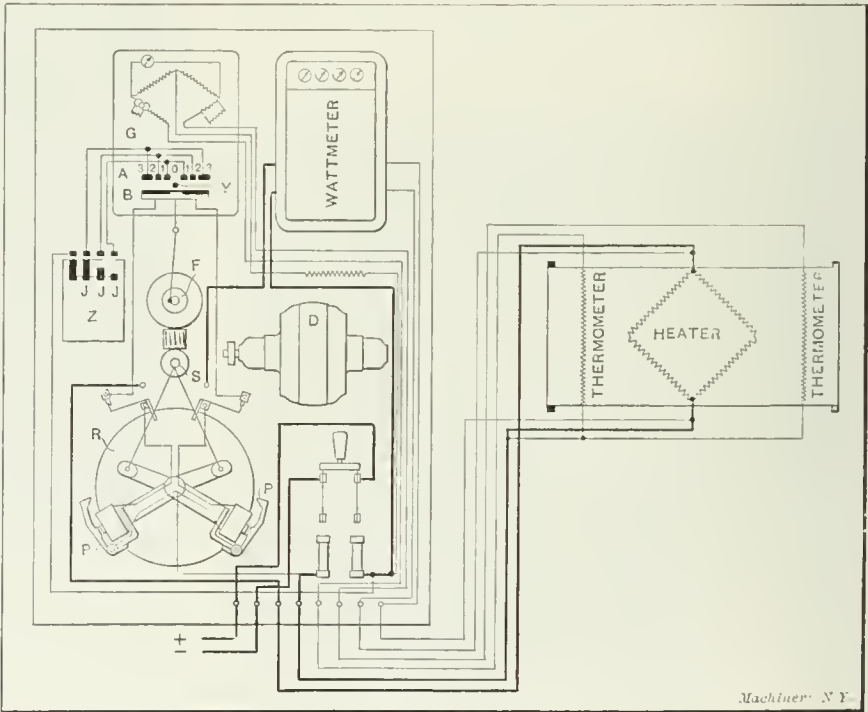 G
A
3 2 1 0 1 2 3
B
Y
WATTMETER
F
J J J
Z
D
S
R
P
P
THERMOMETER
HEATER
THERMOMETER
+
−
Machinery N.Y.